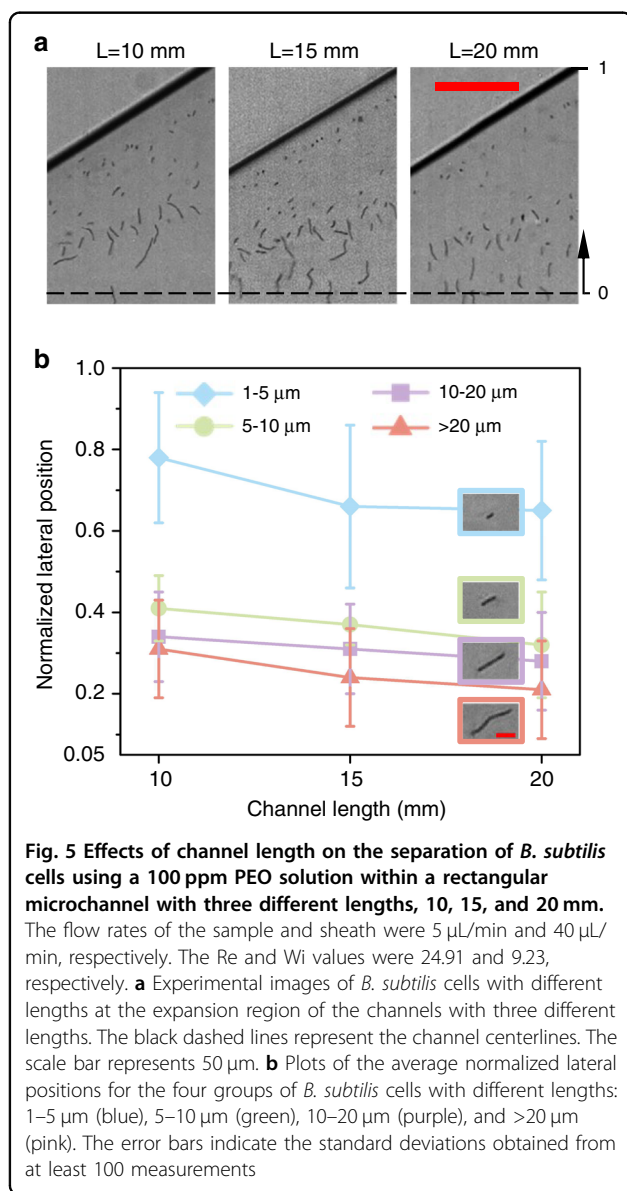 a
L=10 mm L=15 mm L=20 mm
1
0
b
1.0
0.8
0.6
0.4
0.2
0.05
Normalized lateral position
1-5 μm 10-20 μm
5-10 μm >20 μm
10 15 20
Channel length (mm)
Fig. 5 Effects of channel length on the separation of B. subtilis
cells using a 100 ppm PEO solution within a rectangular
microchannel with three different lengths, 10, 15, and 20 mm.
The flow rates of the sample and sheath were 5 μL/min and 40 μL/
min, respectively. The Re and Wi values were 24.91 and 9.23,
respectively. a Experimental images of B. subtilis cells with different
lengths at the expansion region of the channels with three different
lengths. The black dashed lines represent the channel centerlines. The
scale bar represents 50 μm. b Plots of the average normalized lateral
positions for the four groups of B. subtilis cells with different lengths:
1–5 μm (blue), 5–10 μm (green), 10–20 μm (purple), and >20 μm
(pink). The error bars indicate the standard deviations obtained from
at least 100 measurements